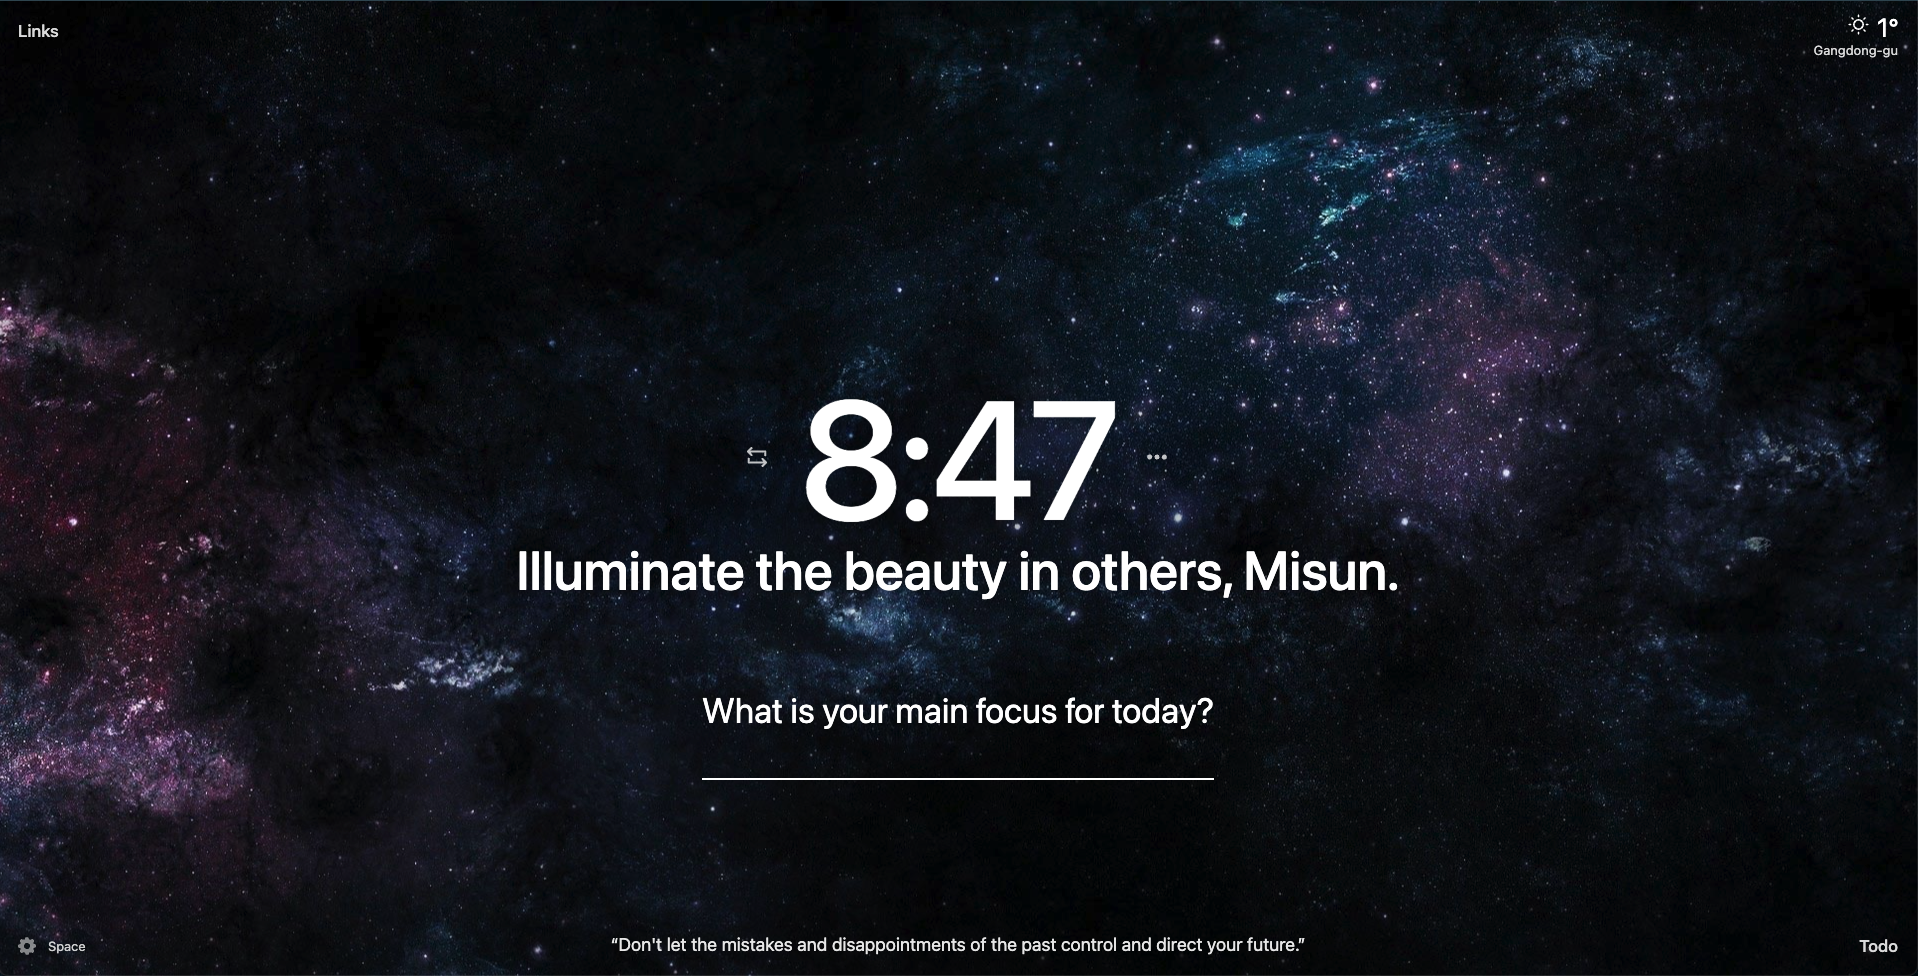 Links
1°
Gangdong-gu
8:47
Illuminate the beauty in others, Misun.
What is your main focus for today?
Space
“Don't let the mistakes and disappointments of the past control and direct your future.”
Todo